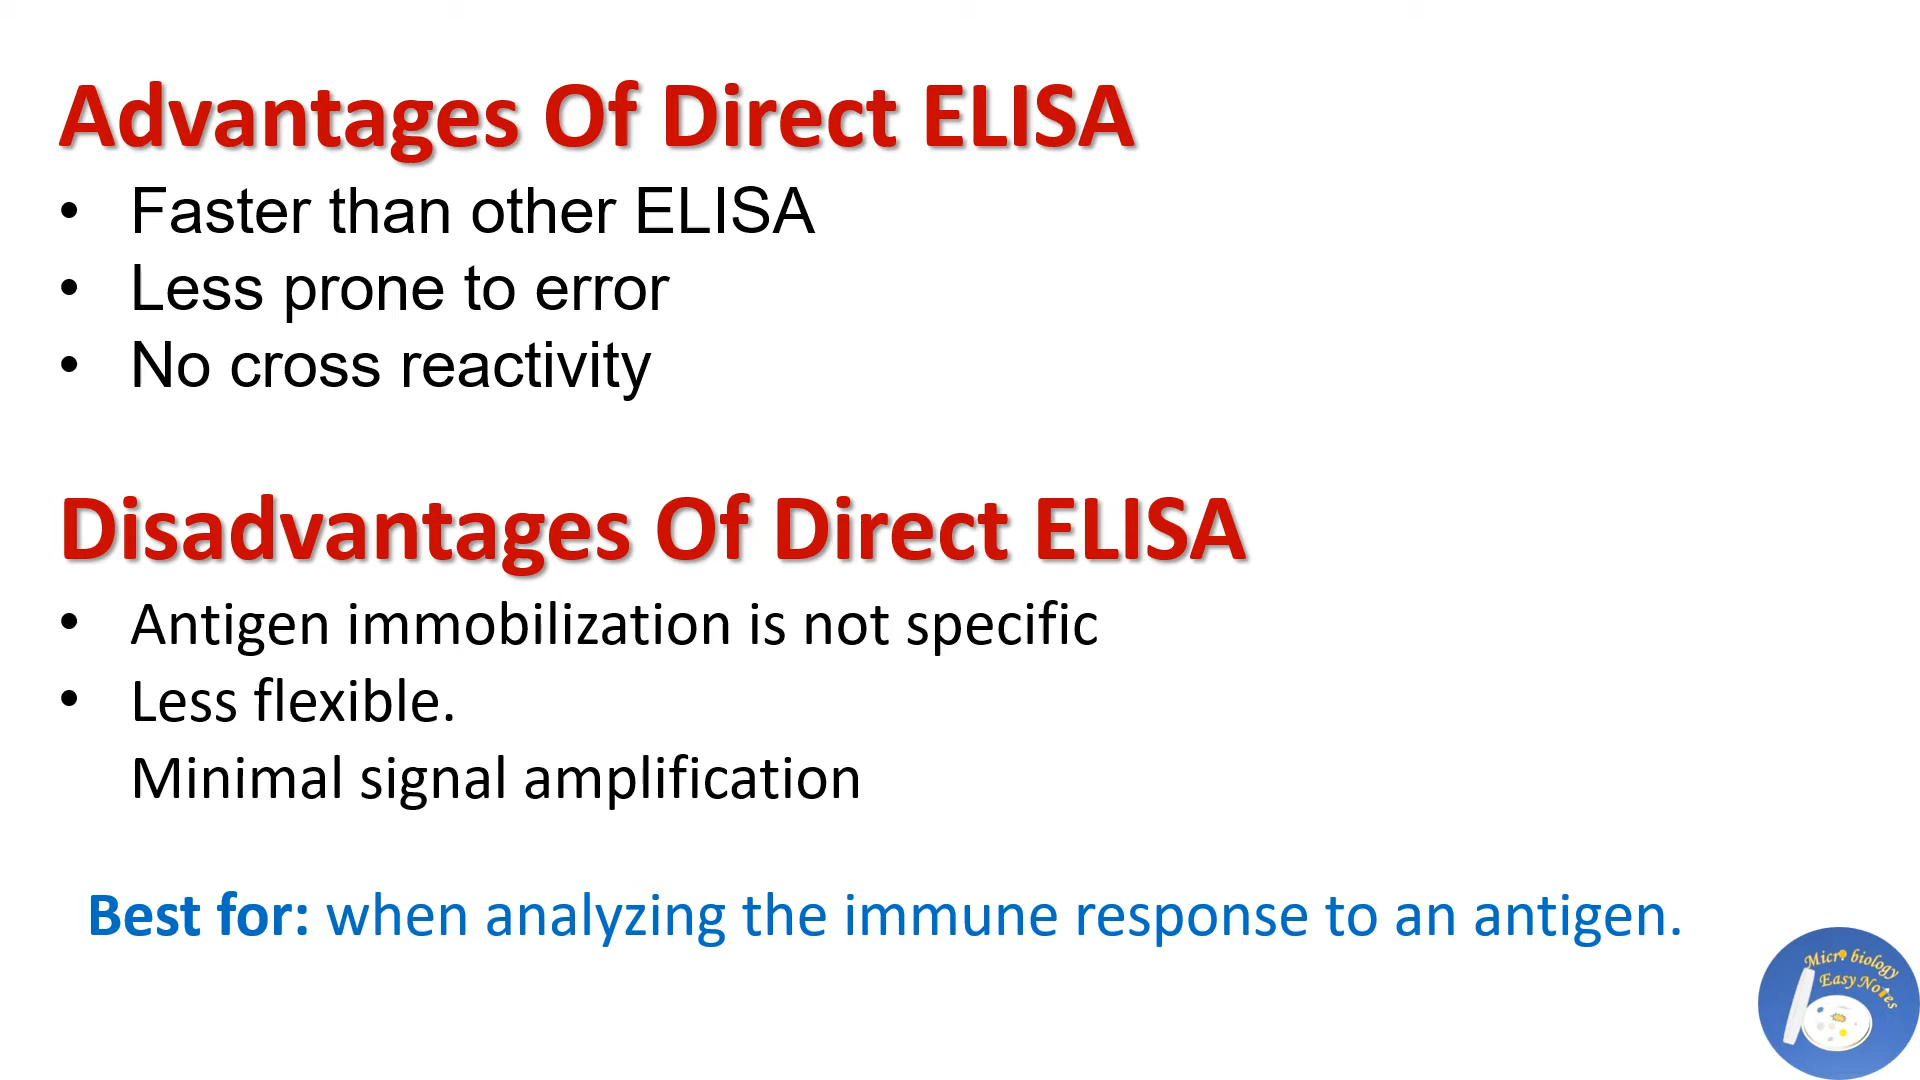 Advantages Of Direct ELISA
• Faster than other ELISA
• Less prone to error
• No cross reactivity
Disadvantages Of Direct ELISA
• Antigen immobilization is not specific
• Less flexible.
Minimal signal amplification
Best for: when analyzing the immune response to an antigen.
Micro biology
Easy Notes